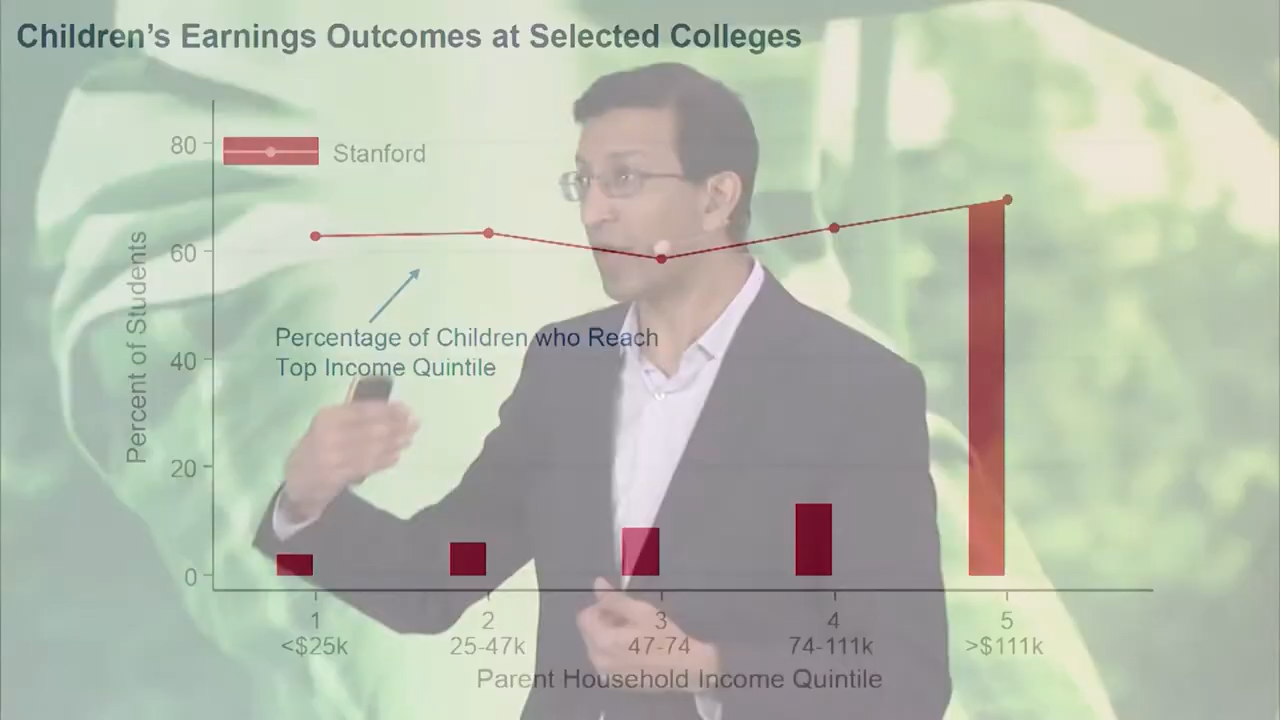 Children's Earnings Outcomes at Selected Colleges
80
Stanford
60
Percentage of Children who Reach
Top Income Quintile
40
20
0
Percent of Students
1
2
3
4
5
<$25k
25-47k
47-74
74-111k
>$111k
Parent Household Income Quintile